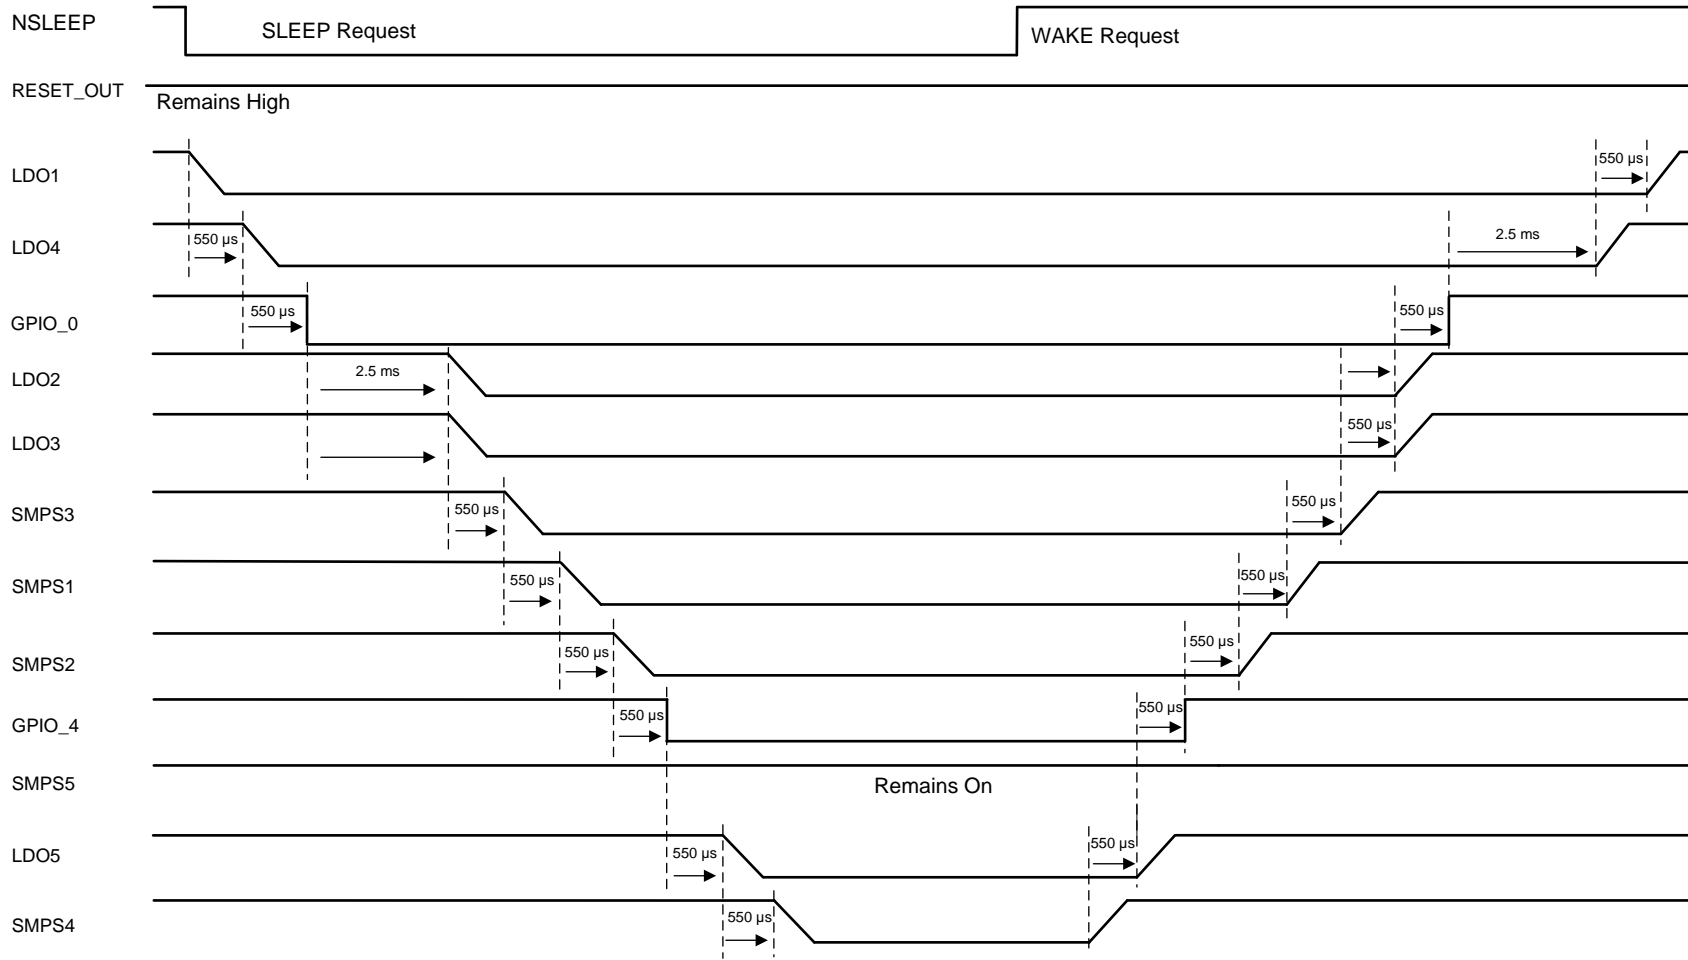 NSLEEP
SLEEP Request
WAKE Request
RESET_OUT
Remains High
LDO1
550 µs
LDO4
550 µs
2.5 ms
GPIO_0
550 µs
550 µs
LDO2
2.5 ms
LDO3
550 µs
SMPS3
550 µs
550 µs
SMPS1
550 µs
550 µs
SMPS2
550 µs
550 µs
GPIO_4
550 µs
550 µs
SMPS5
Remains On
LDO5
550 µs
550 µs
SMPS4
550 µs